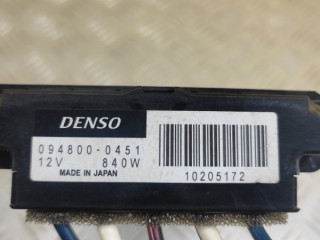 DENSO
094800-0451
12V 840W
MADE IN JAPAN
10205172